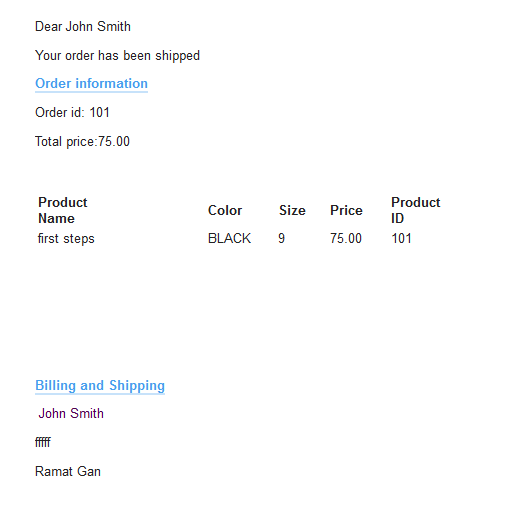 Dear John Smith
Your order has been shipped
Order information
Order id: 101
Total price:75.00
Product Name Color Size Price Product ID
first steps BLACK 9 75.00 101
Billing and Shipping
John Smith
fffff
Ramat Gan